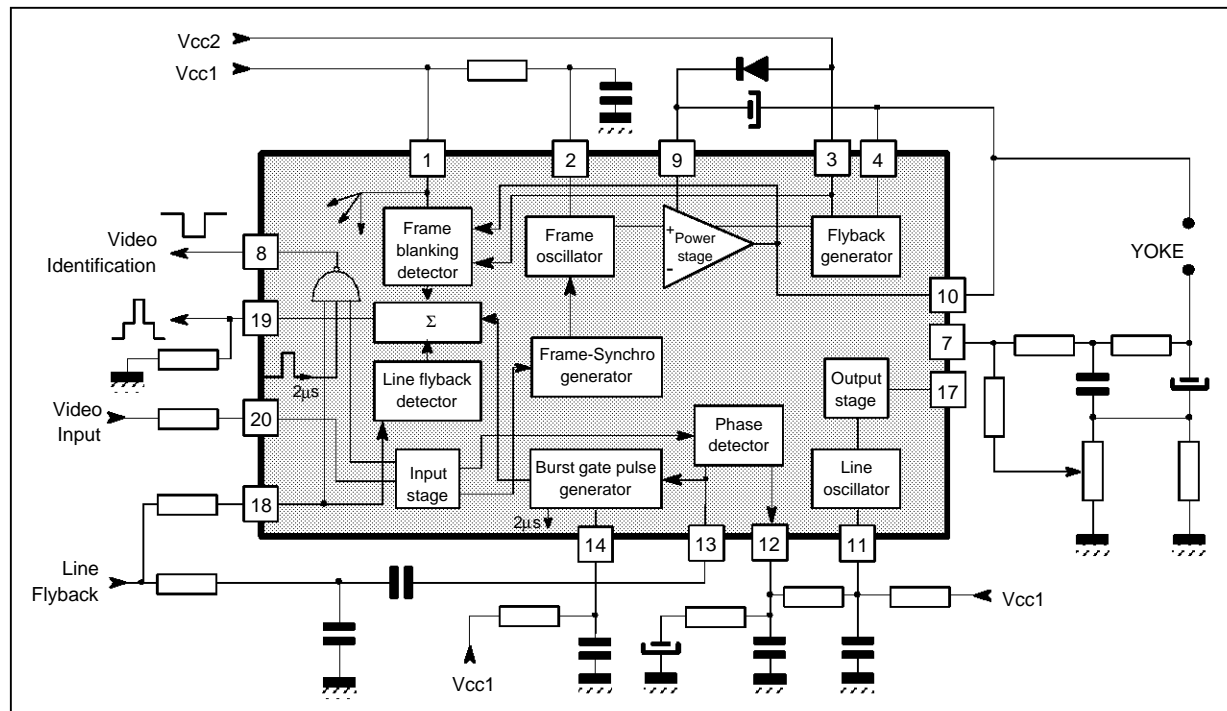 Vcc2
Vcc1
1
2
9
3
4
Video
Identification
8
Frame
blanking
detector
Frame
oscillator
+
Power
stage
-
Flyback
generator
YOKE
10
19
Σ
7
2μs
Line flyback
detector
Frame-Synchro
generator
Output
stage
17
Video
Input
20
Phase
detector
Input
stage
Burst gate pulse
generator
Line
oscillator
18
2μs
14
13
12
11
Line
Flyback
Vcc1
Vcc1